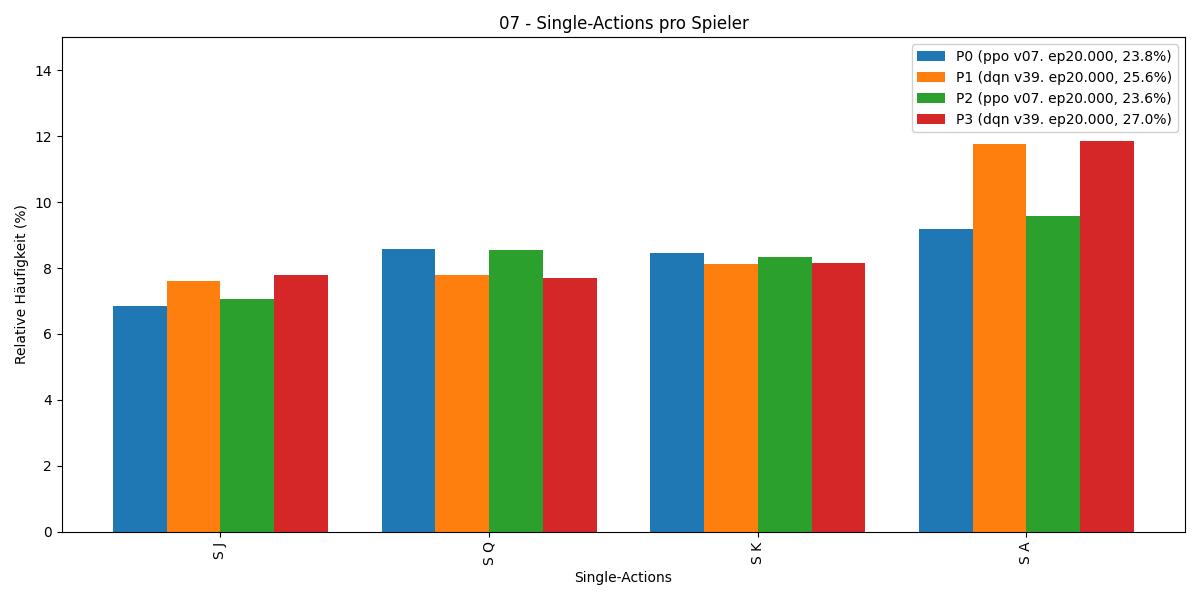 07 - Single-Actions pro Spieler
P0 (ppo v07. ep20.000, 23.8%)
P1 (dqn v39. ep20.000, 25.6%)
P2 (ppo v07. ep20.000, 23.6%)
P3 (dqn v39. ep20.000, 27.0%)
Relative Häufigkeit (%)
14
12
10
8
6
4
2
0
S J
S Q
S K
S A
Single-Actions